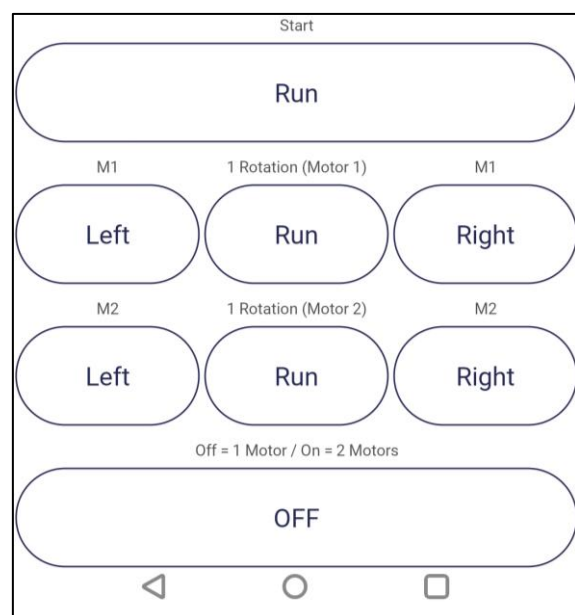 Start
Run
M1 1 Rotation (Motor 1) M1
Left Run Right
M2 1 Rotation (Motor 2) M2
Left Run Right
Off = 1 Motor / On = 2 Motors
OFF